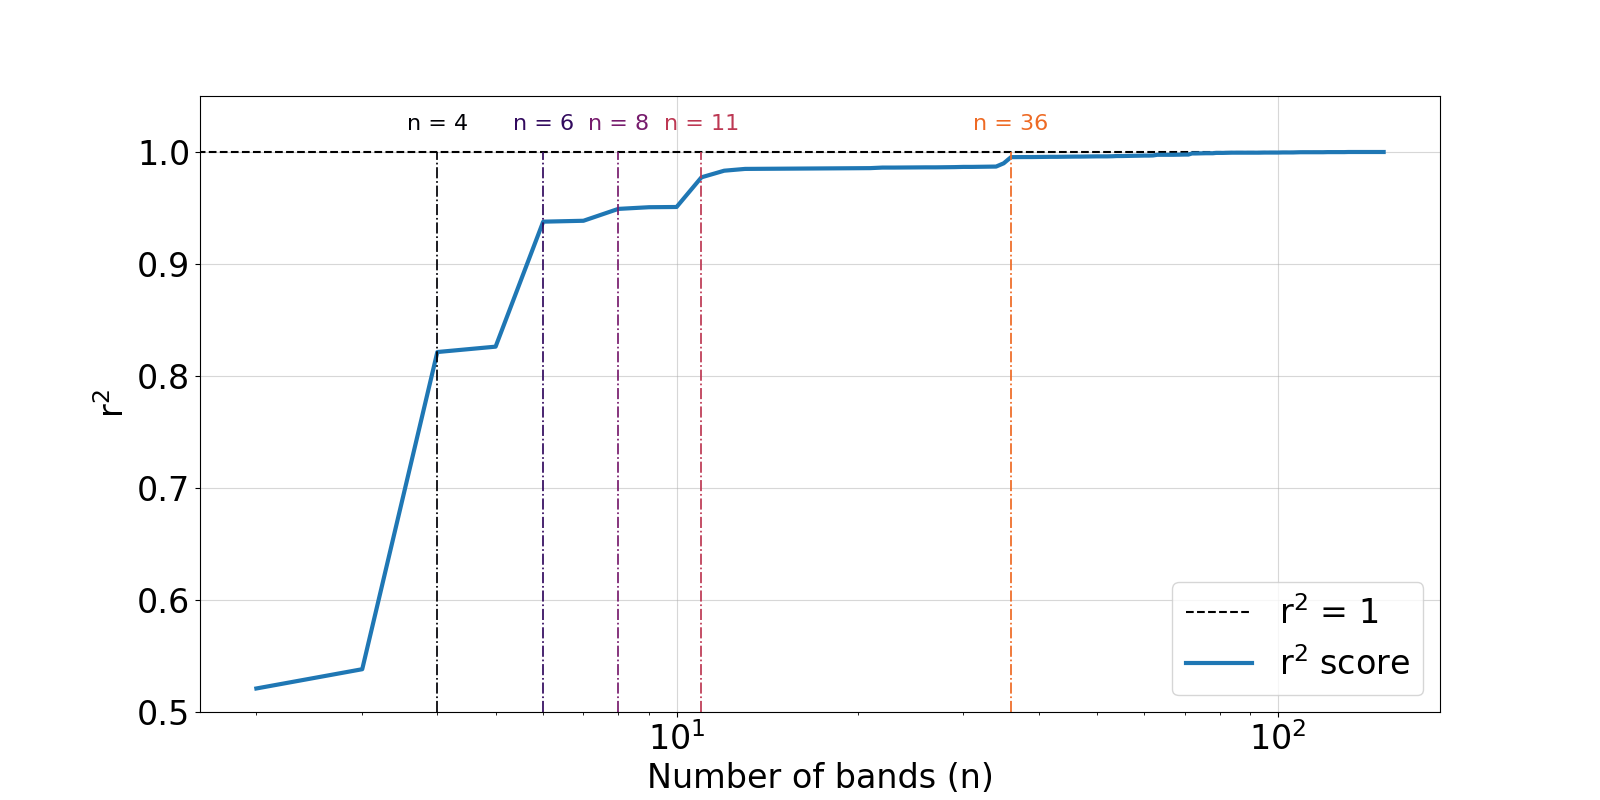 n = 4 n = 6 n = 8 n = 11 n = 36
1.0
0.9
0.8
0.7
0.6
0.5
r²
r² = 1
r² score
10¹ 10²
Number of bands (n)